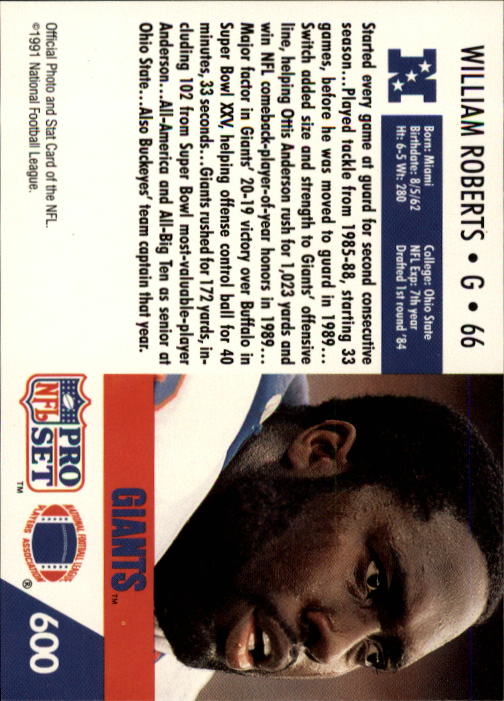 WILLIAM ROBERTS • G • 66
N
Born: Miami
Birthdate: 8/5/62
Ht: 6-5 Wt: 280
College: Ohio State
NFL Exp: 7th year
Drafted 1st round '84
Started every game at guard for second consecutive
season...Played tackle from 1985-88, starting 33
games, before he was moved to guard in 1989...
Switch added size and strength to Giants' offensive
line, helping Ottis Anderson rush for 1,023 yards and
win NFL comeback-player-of-year honors in 1989...
Major factor in Giants' 20-19 victory over Buffalo in
Super Bowl XXV, helping offense control ball for 40
minutes, 33 seconds...Giants rushed for 172 yards, in-
cluding 102 from Super Bowl most-valuable-player
Anderson...All-America and All-Big Ten as senior at
Ohio State...Also Buckeyes' team captain that year.
Official Photo and Stat Card of the NFL.
©1991 National Football League.
GIANTS™
NFL PRO SET™
NATIONAL FOOTBALL LEAGUE
PLAYERS ASSOCIATION
®
600